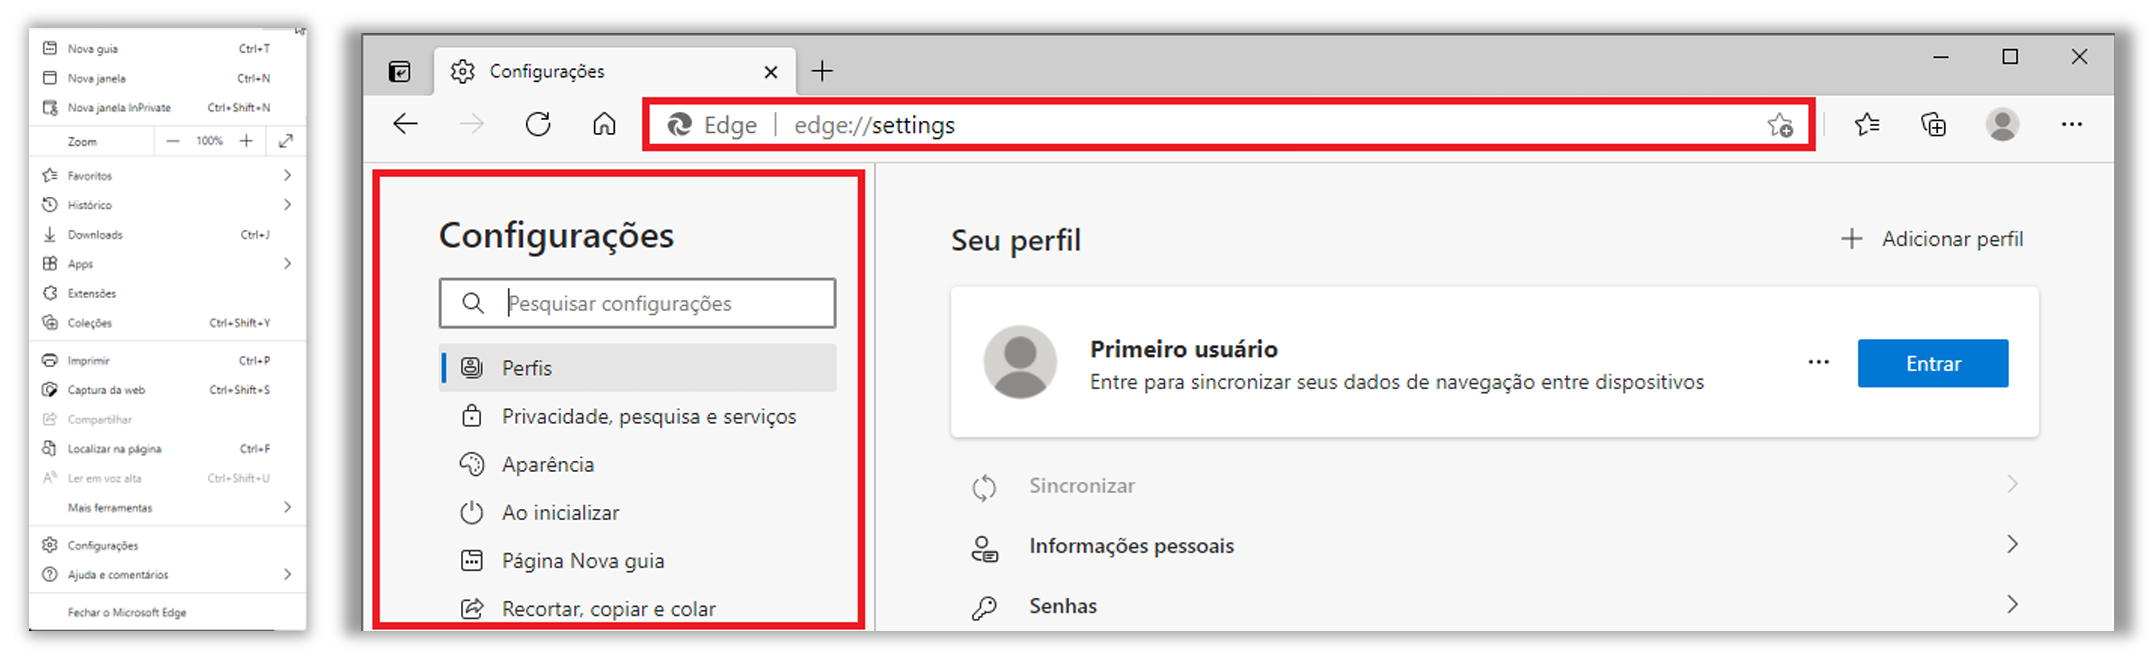 Nova guia Ctrl+T
Nova janela Ctrl+N
Nova janela InPrivate Ctrl+Shift+N
Zoom — 100% +
Favoritos
Histórico
Downloads Ctrl+J
Apps
Extensões
Coleções Ctrl+Shift+Y
Imprimir Ctrl+P
Captura da web Ctrl+Shift+S
Compartilhar
Localizar na página Ctrl+F
Ler em voz alta Ctrl+Shift+U
Mais ferramentas
Configurações
Ajuda e comentários
Fechar o Microsoft Edge
Configurações
Edge | edge://settings
Configurações
Pesquisar configurações
Perfis
Privacidade, pesquisa e serviços
Aparência
Ao inicializar
Página Nova guia
Recortar, copiar e colar
Seu perfil
Adicionar perfil
Primeiro usuário
Entre para sincronizar seus dados de navegação entre dispositivos
Entrar
Sincronizar
Informações pessoais
Senhas